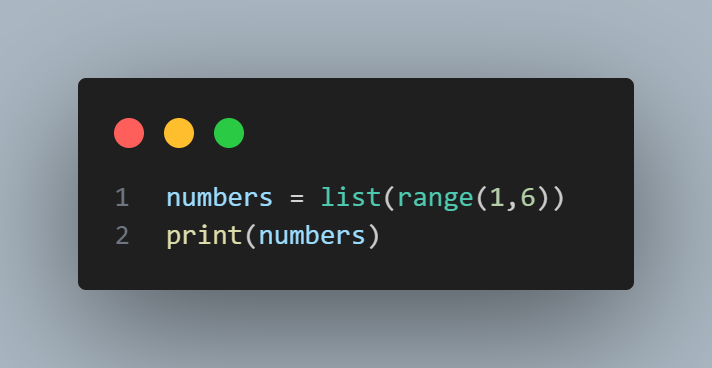 1 numbers = list(range(1,6))
2 print(numbers)